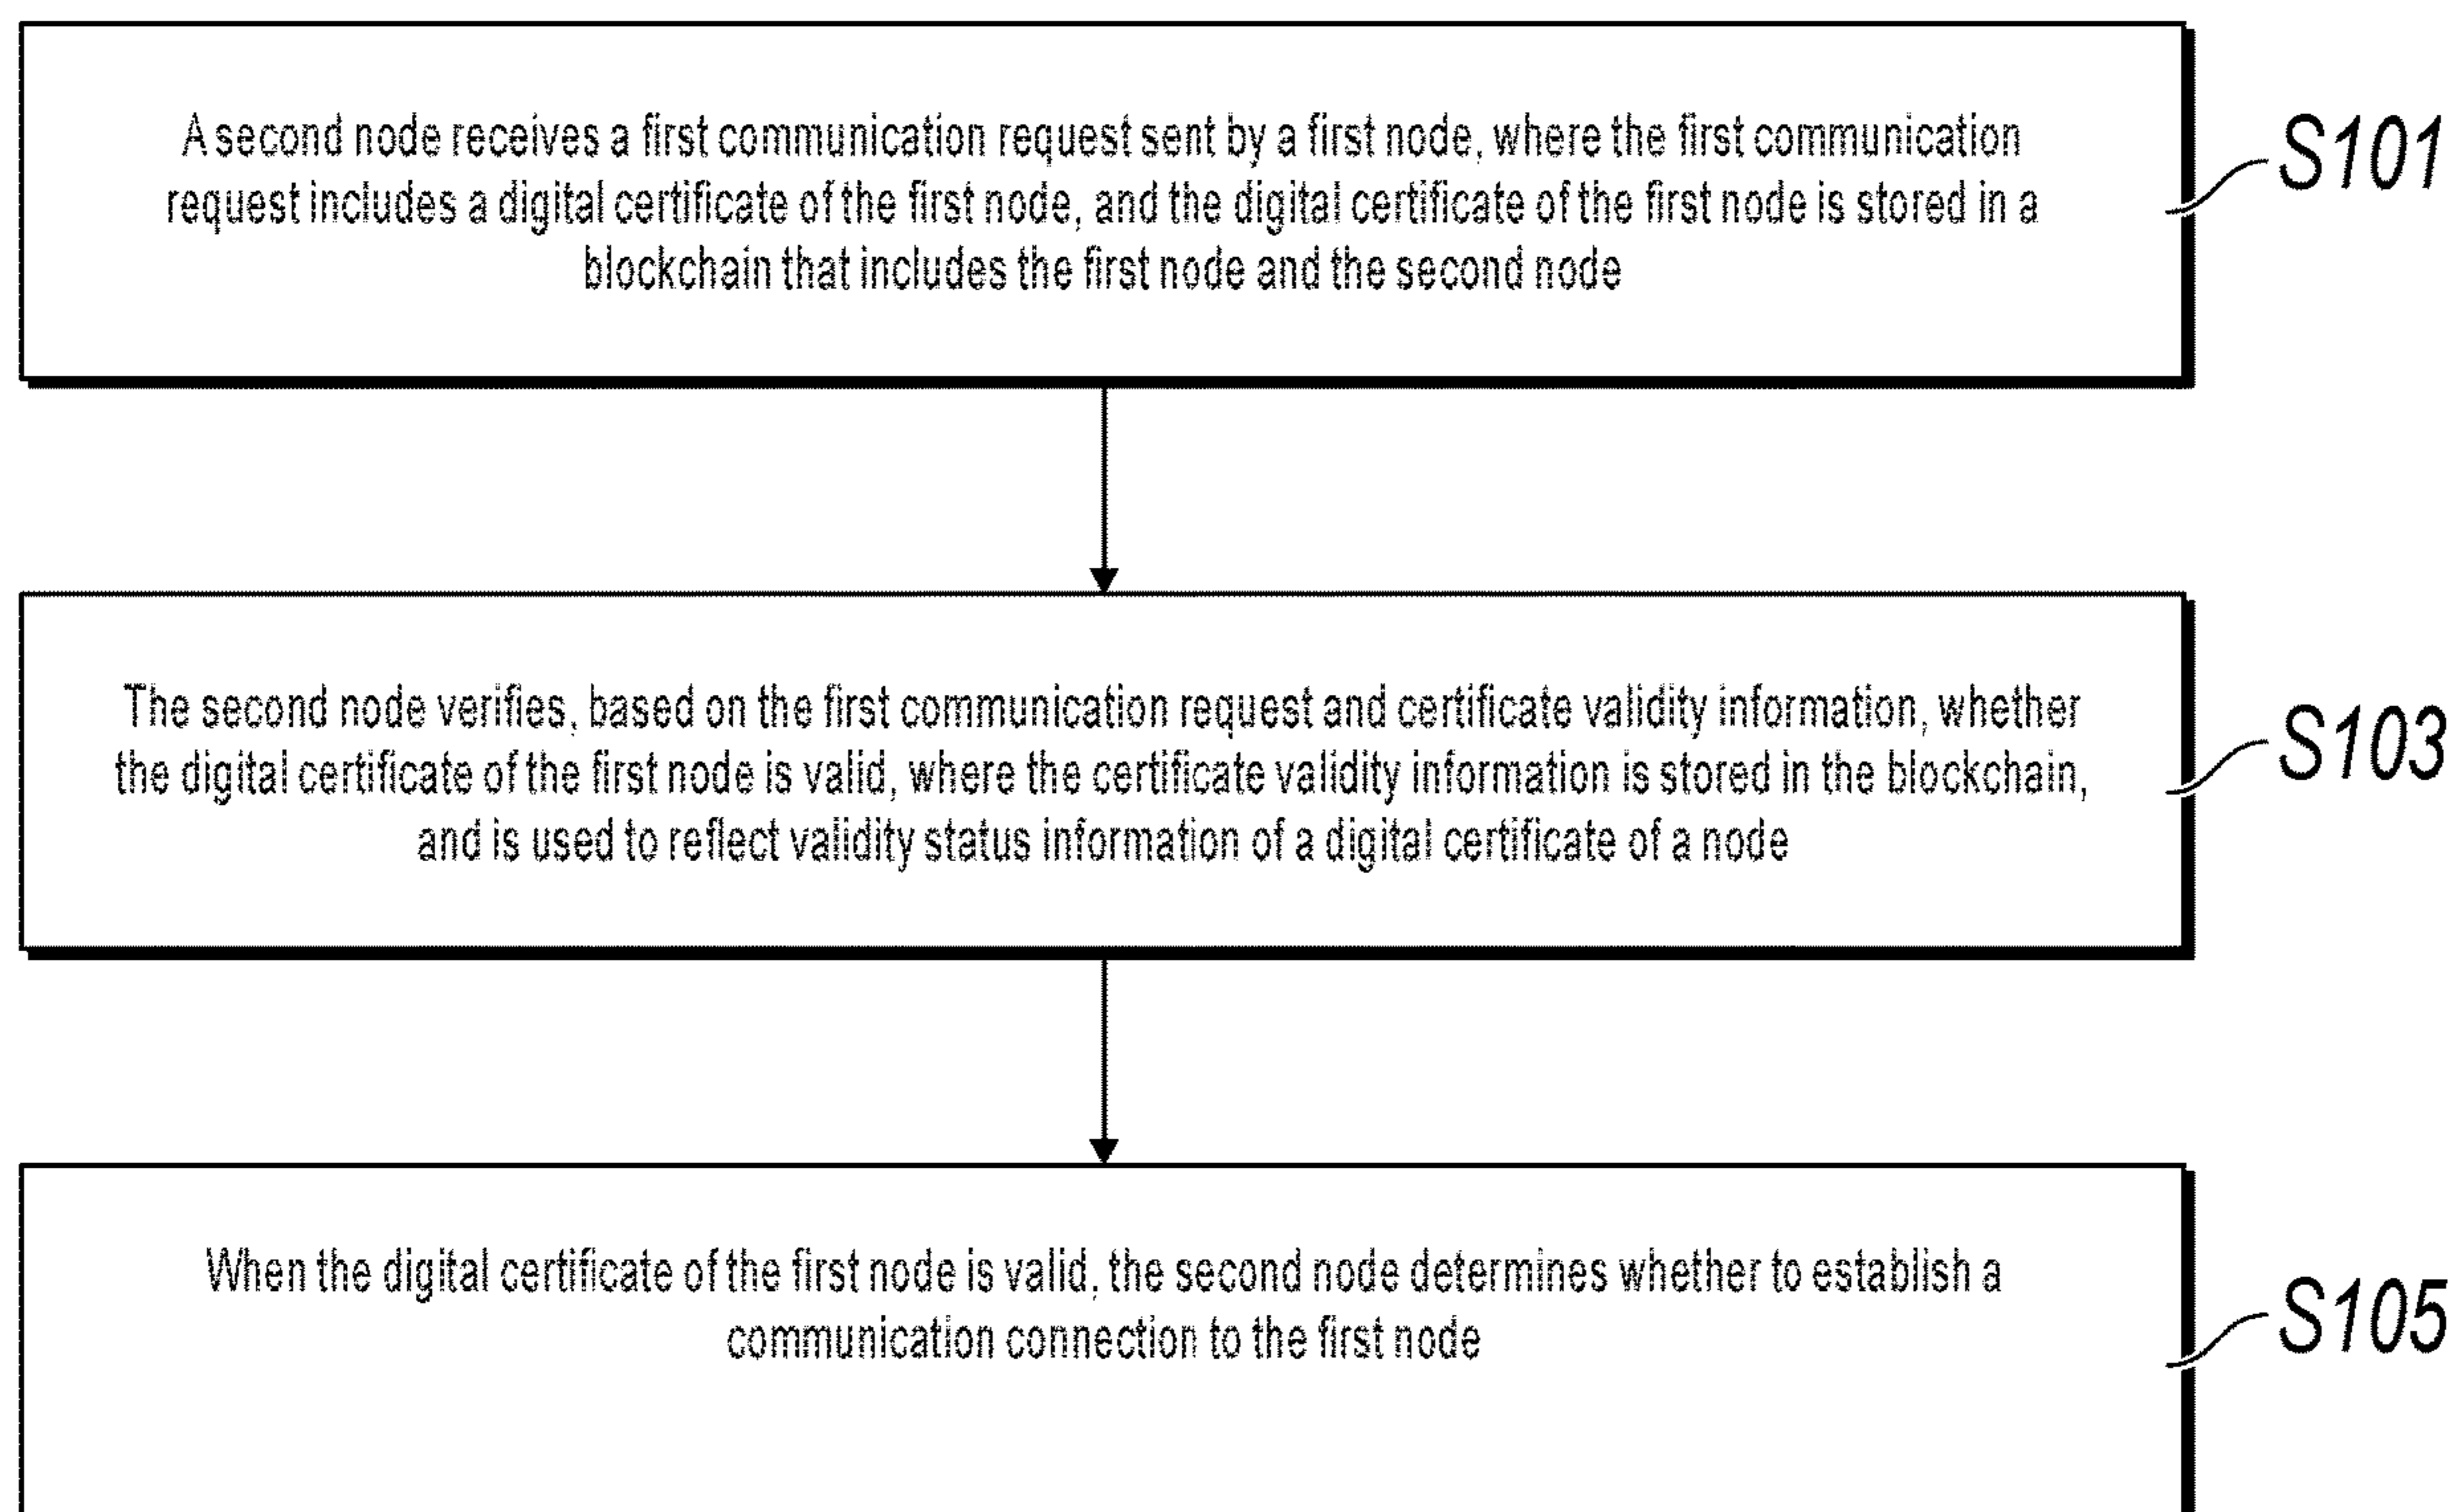 A second node receives a first communication request sent by a first node, where the first communication
request includes a digital certificate of the first node, and the digital certificate of the first node is stored in a
blockchain that includes the first node and the second node
S101
The second node verifies, based on the first communication request and certificate validity information, whether
the digital certificate of the first node is valid, where the certificate validity information is stored in the blockchain,
and is used to reflect validity status information of a digital certificate of a node
S103
When the digital certificate of the first node is valid, the second node determines whether to establish a
communication connection to the first node
S105